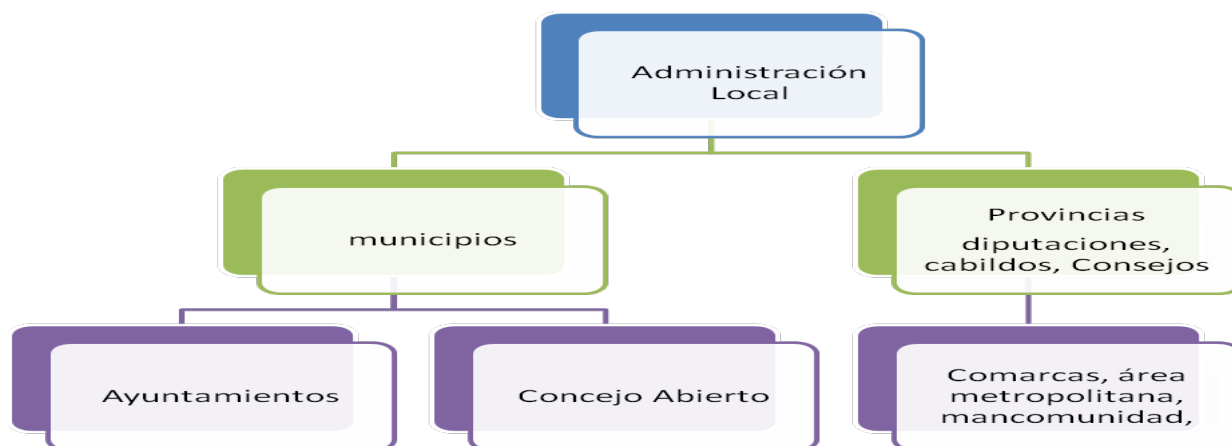 Administración
Local
municipios
Provincias
diputaciones,
cabildos, Consejos
Ayuntamientos
Concejo Abierto
Comarcas, área
metropolitana,
mancomunidad,